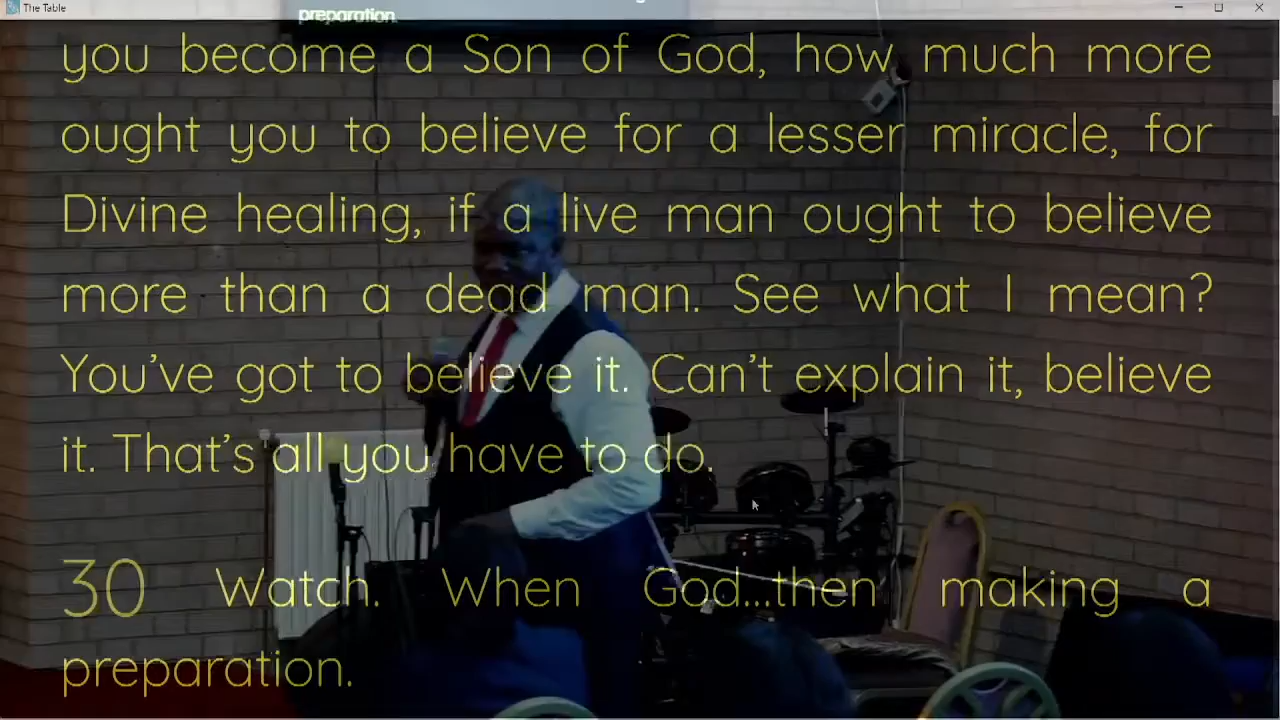 The Table
preparation.
you become a Son of God, how much more
ought you to believe for a lesser miracle, for
Divine healing, if a live man ought to believe
more than a dead man. See what I mean?
You’ve got to believe it. Can’t explain it, believe
it. That’s all you have to do.
30 Watch. When God...then making a
preparation.